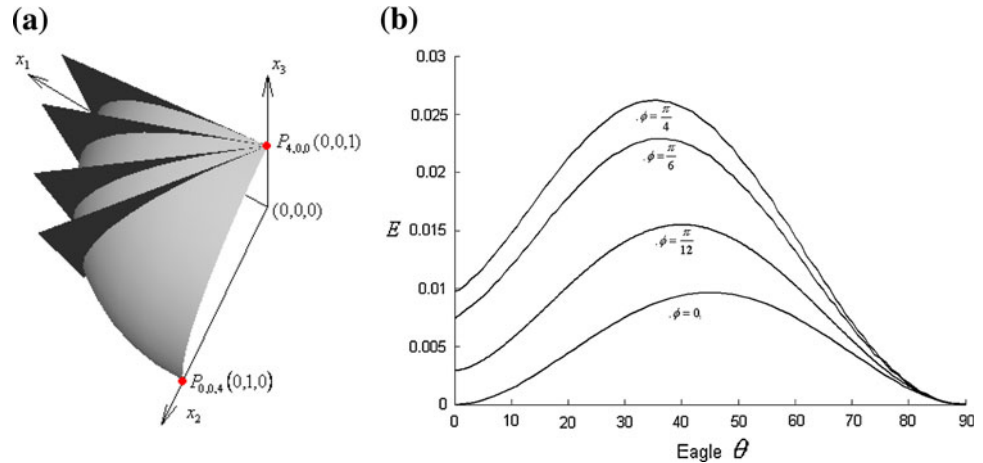 (a)
x₁
x₃
P₄,₀,₀ (0,0,1)
(0,0,0)
P₀,₀,₄ (0,1,0)
x₂
(b)
0.03
0.025
0.02
0.015
0.01
0.005
0
E
.ϕ = π/4
.ϕ = π/6
.ϕ = π/12
.ϕ = 0,
0 10 20 30 40 50 60 70 80 90
Eagle θ